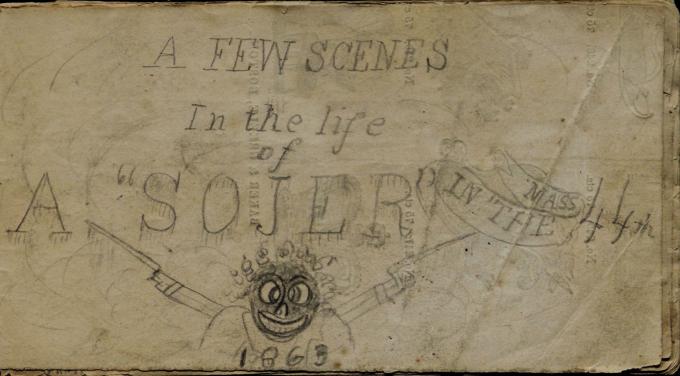 A FEW SCENES
In the life
of
A "SOJER" IN THE MASS 44th
1863